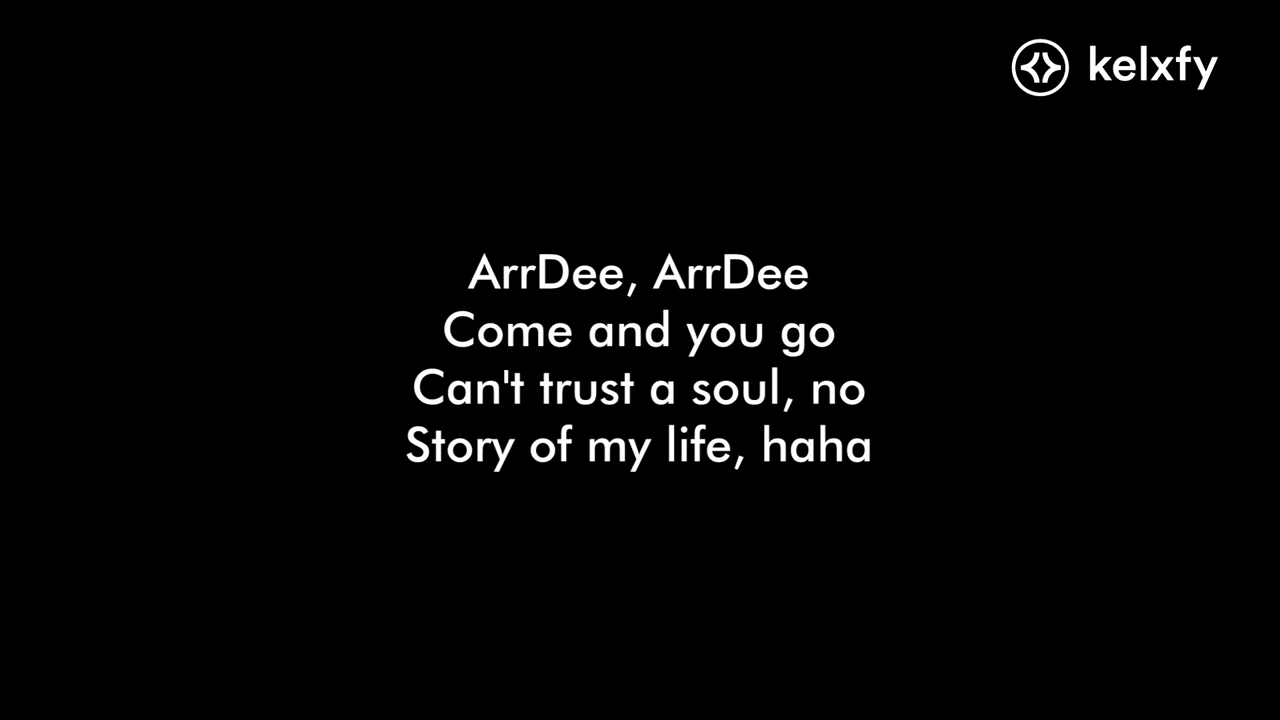 kelxfy
ArrDee, ArrDee
Come and you go
Can't trust a soul, no
Story of my life, haha